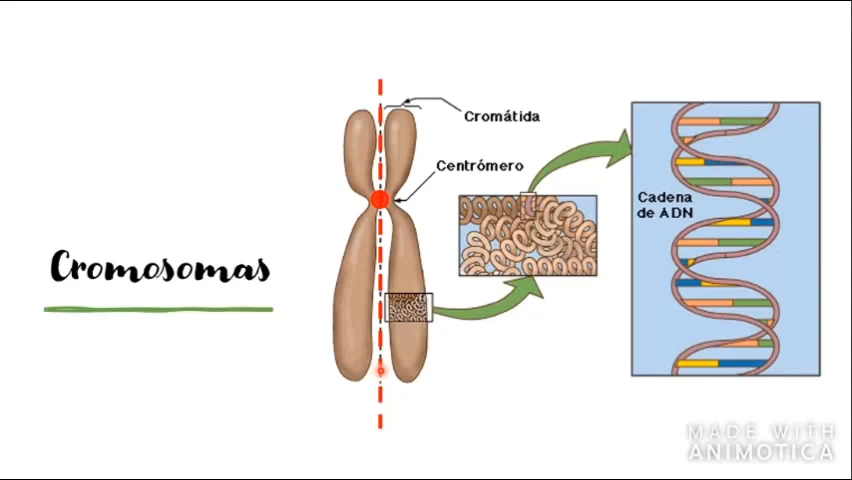 Cromosomas
Cromátida
Centrómero
Cadena
de ADN
MADE WITH
ANIMOTICA